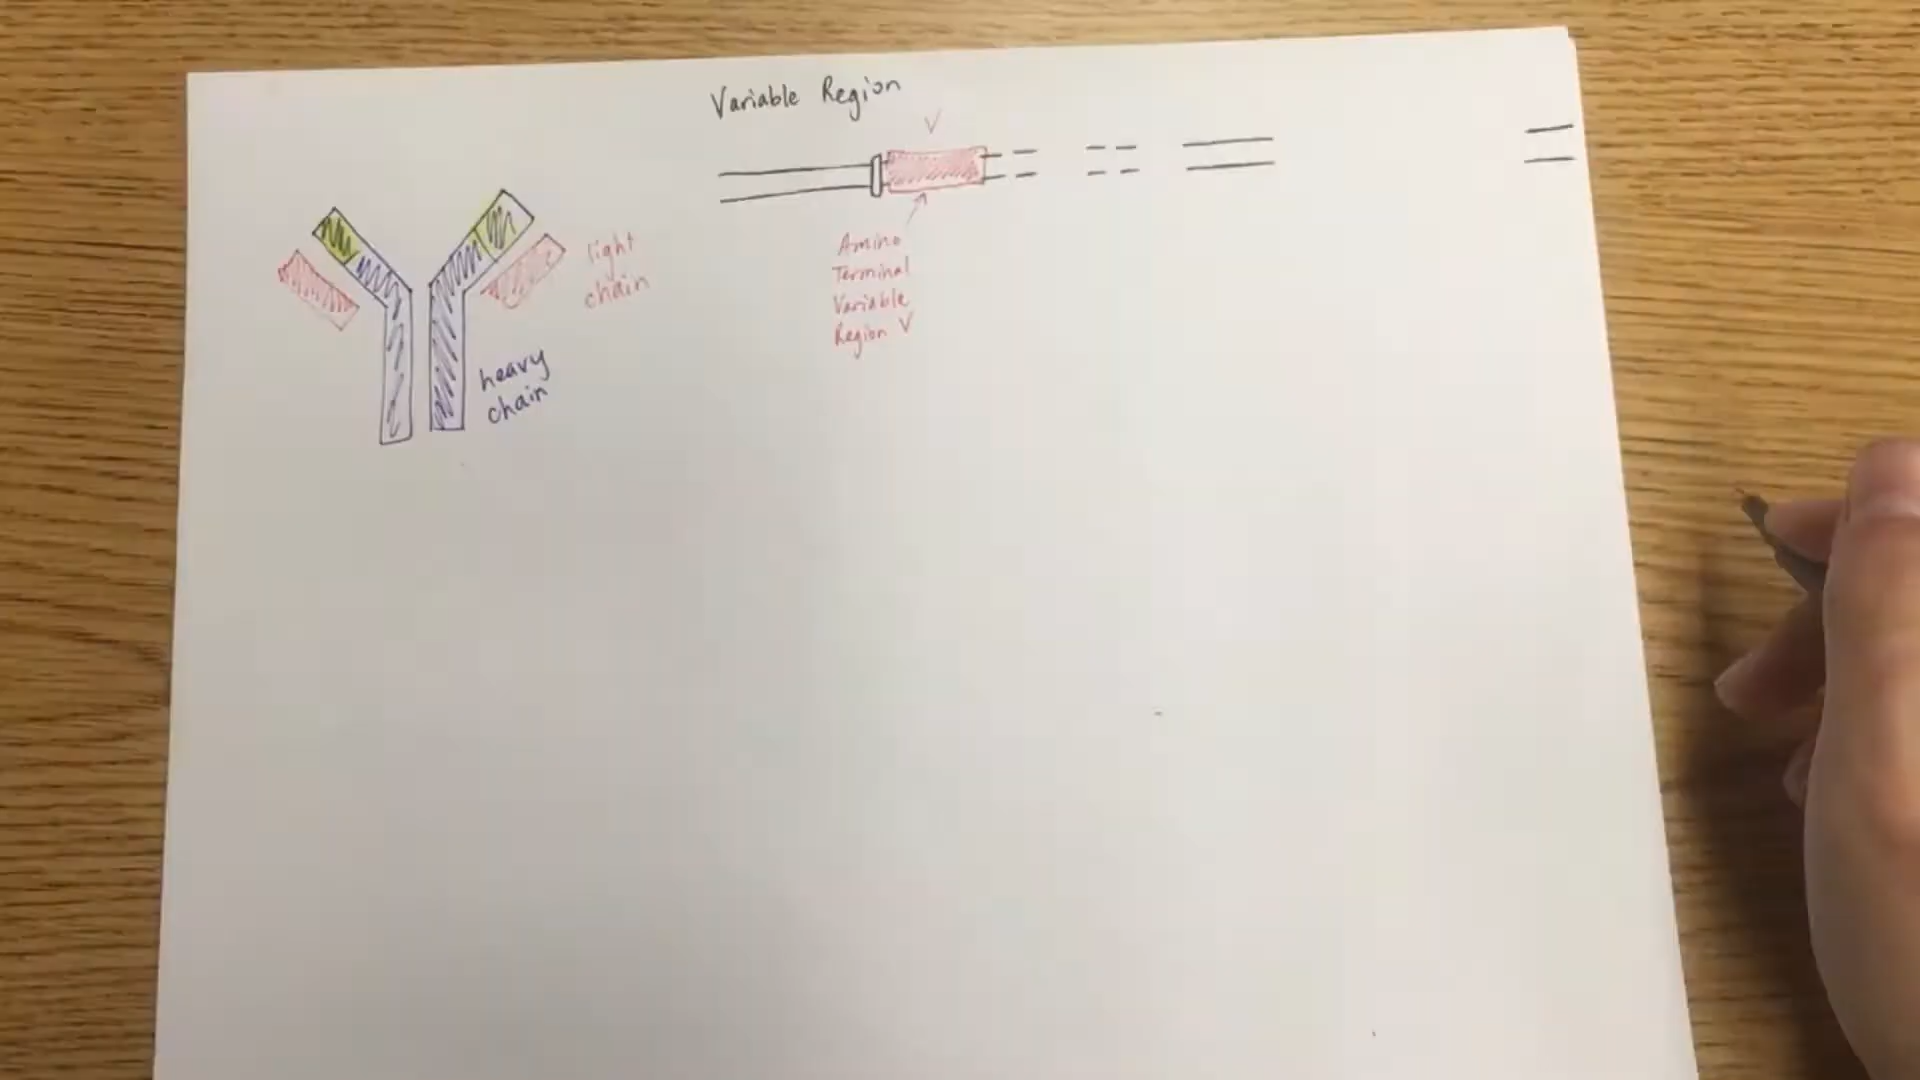 Variable Region
V
light
chain
Amino
Terminal
Variable
Region V
heavy
chain